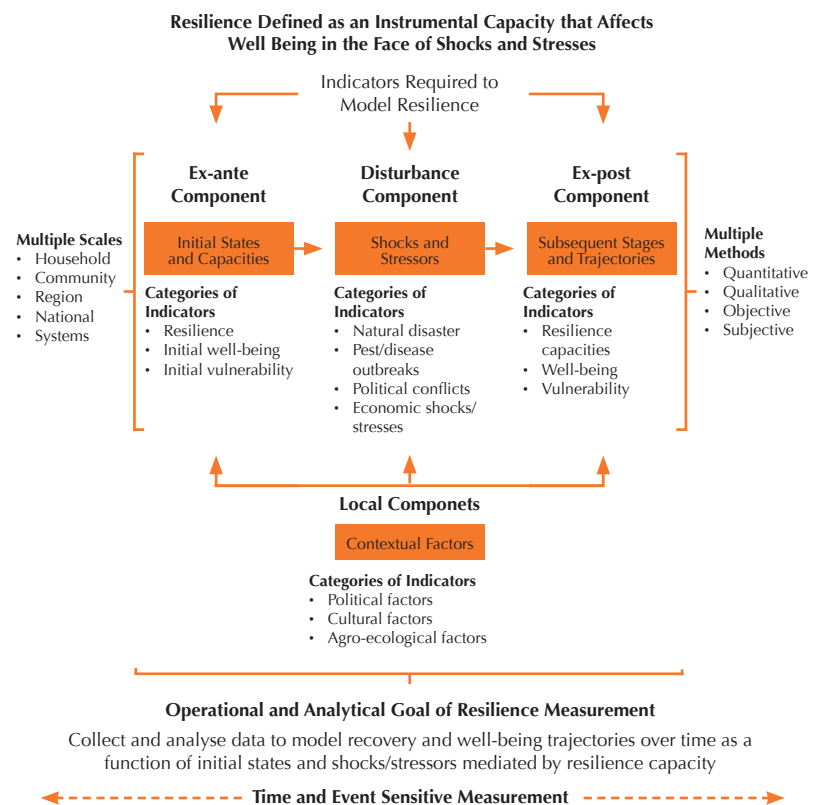 Resilience Defined as an Instrumental Capacity that Affects
Well Being in the Face of Shocks and Stresses
Indicators Required to
Model Resilience
Multiple Scales
• Household
• Community
• Region
• National
• Systems
Ex-ante
Component
Initial States
and Capacities
Categories of
Indicators
• Resilience
• Initial well-being
• Initial vulnerability
Disturbance
Component
Shocks and
Stressors
Categories of
Indicators
• Natural disaster
• Pest/disease
outbreaks
• Political conflicts
• Economic shocks/
stresses
Ex-post
Component
Subsequent Stages
and Trajectories
Categories of
Indicators
• Resilience
capacities
• Well-being
• Vulnerability
Multiple
Methods
• Quantitative
• Qualitative
• Objective
• Subjective
Local Componets
Contextual Factors
Categories of Indicators
• Political factors
• Cultural factors
• Agro-ecological factors
Operational and Analytical Goal of Resilience Measurement
Collect and analyse data to model recovery and well-being trajectories over time as a
function of initial states and shocks/stressors mediated by resilience capacity
Time and Event Sensitive Measurement